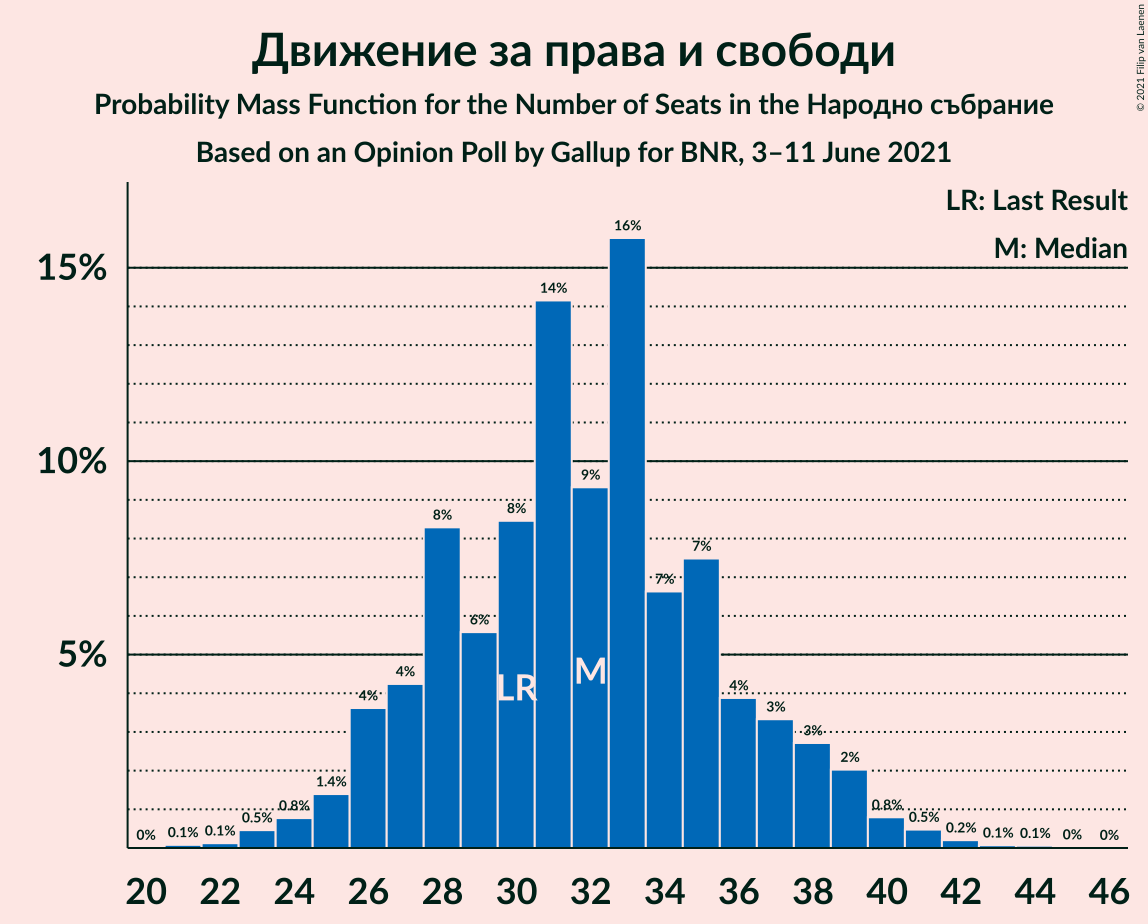 Движение за права и свободи
Probability Mass Function for the Number of Seats in the Народно събрание
Based on an Opinion Poll by Gallup for BNR, 3–11 June 2021
© 2021 Filip van Laenen
LR: Last Result
M: Median
15%
10%
5%
0% 0.1% 0.1% 0.5% 0.8% 1.4% 4% 4% 8% 6% 8% 14% 9% 16% 7% 7% 4% 3% 3% 2% 0.8% 0.5% 0.2% 0.1% 0.1% 0% 0%
LR M
20 22 24 26 28 30 32 34 36 38 40 42 44 46